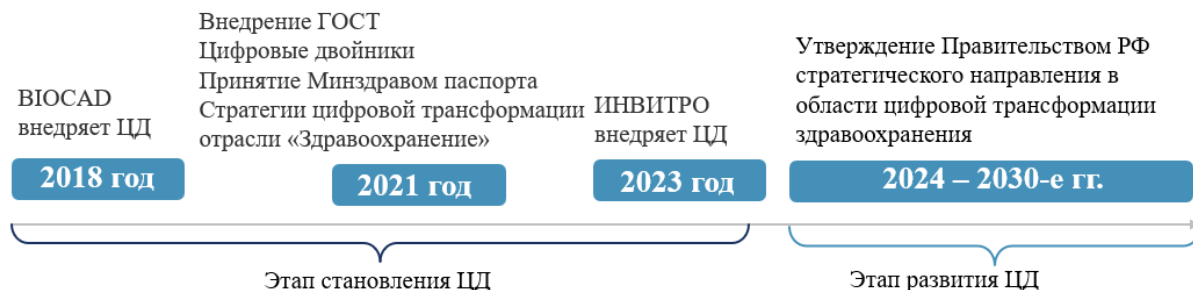 BIOCAD
внедряет ЦД
2018 год
Внедрение ГОСТ
Цифровые двойники
Принятие Минздравом паспорта
Стратегии цифровой трансформации
отрасли «Здравоохранение»
2021 год
ИНВИТРО
внедряет ЦД
2023 год
Утверждение Правительством РФ
стратегического направления в
области цифровой трансформации
здравоохранения
2024 – 2030-е гг.
Этап становления ЦД
Этап развития ЦД